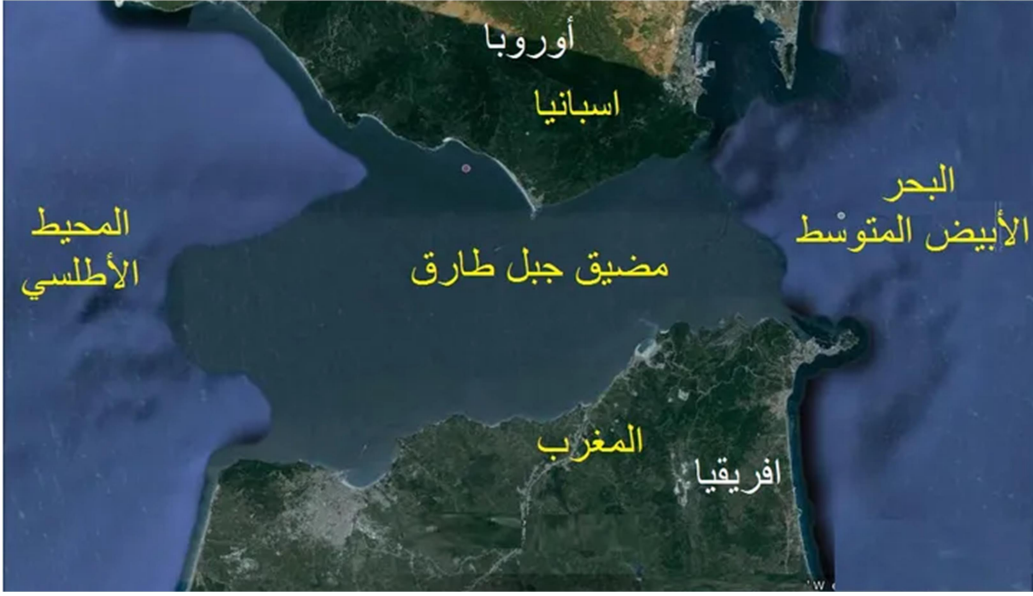 أوروبا
اسبانيا
البحر
الأبيض المتوسط
المحيط
الأطلسي
مضيق جبل طارق
المغرب
افريقيا